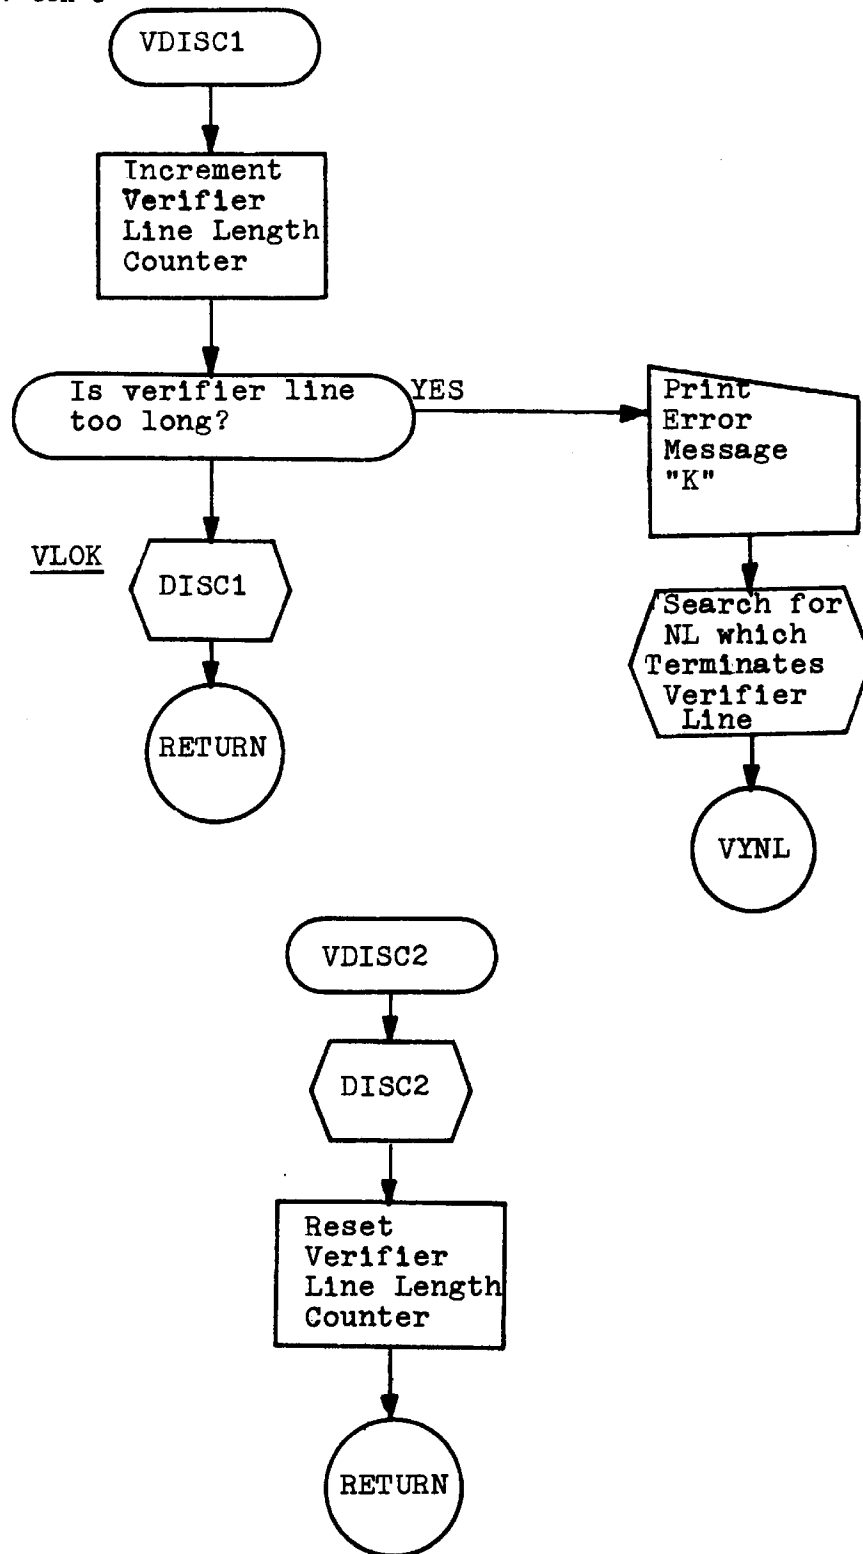 VDISC1
Increment
Verifier
Line Length
Counter
Is verifier line
too long?
YES
Print
Error
Message
"K"
VLOK
DISC1
Search for
NL which
Terminates
Verifier
Line
RETURN
VYNL
VDISC2
DISC2
Reset
Verifier
Line Length
Counter
RETURN